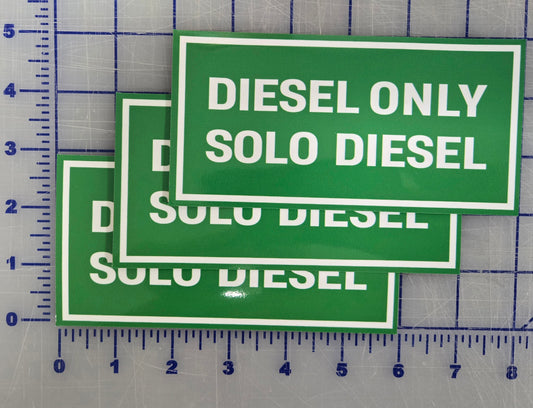 DIESEL ONLY
SOLO DIESEL
D
SOLO DIESEL
D
SOLO DIESEL
5
4
3
2
1
0
0 1 2 3 4 5 6 7 8